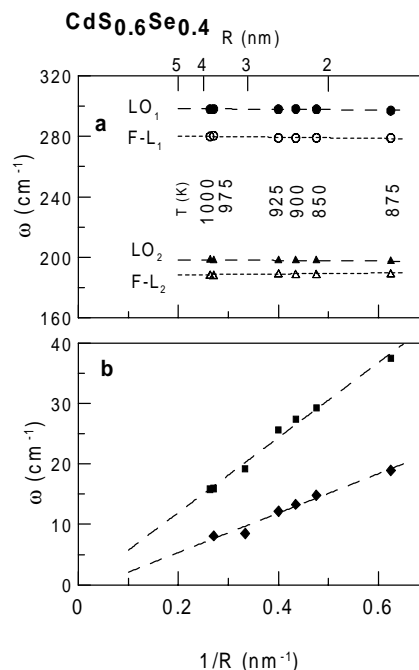 CdS0.6Se0.4
R (nm)
5 4 3 2
320
280
240
200
160
ω (cm-1)
a
LO1
F-L1
T (K)
1000
975
925
900
850
875
LO2
F-L2
b
40
30
20
10
0
ω (cm-1)
0 0.2 0.4 0.6
1/R (nm-1)